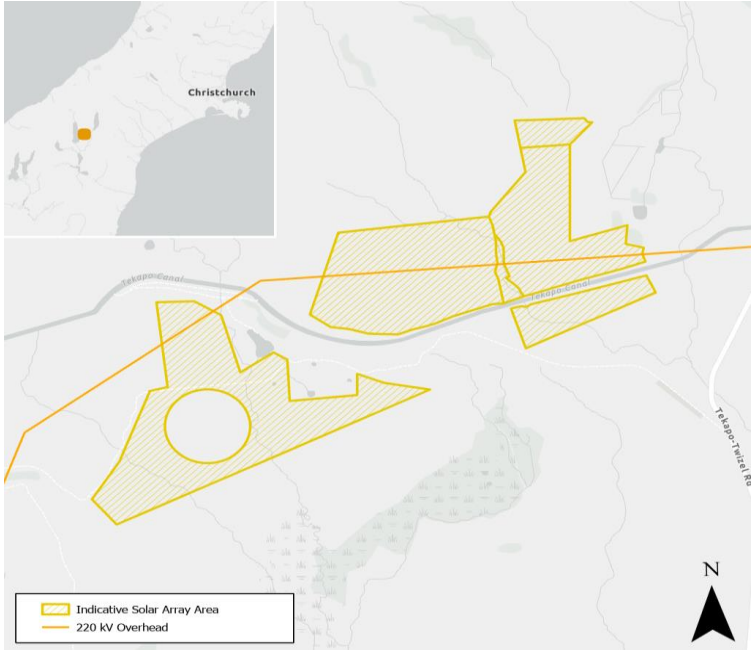 Christchurch
Tekapo-Canal
Tekapo-Canal
Tekapo-Twizel Ro
N
Indicative Solar Array Area
220 kV Overhead